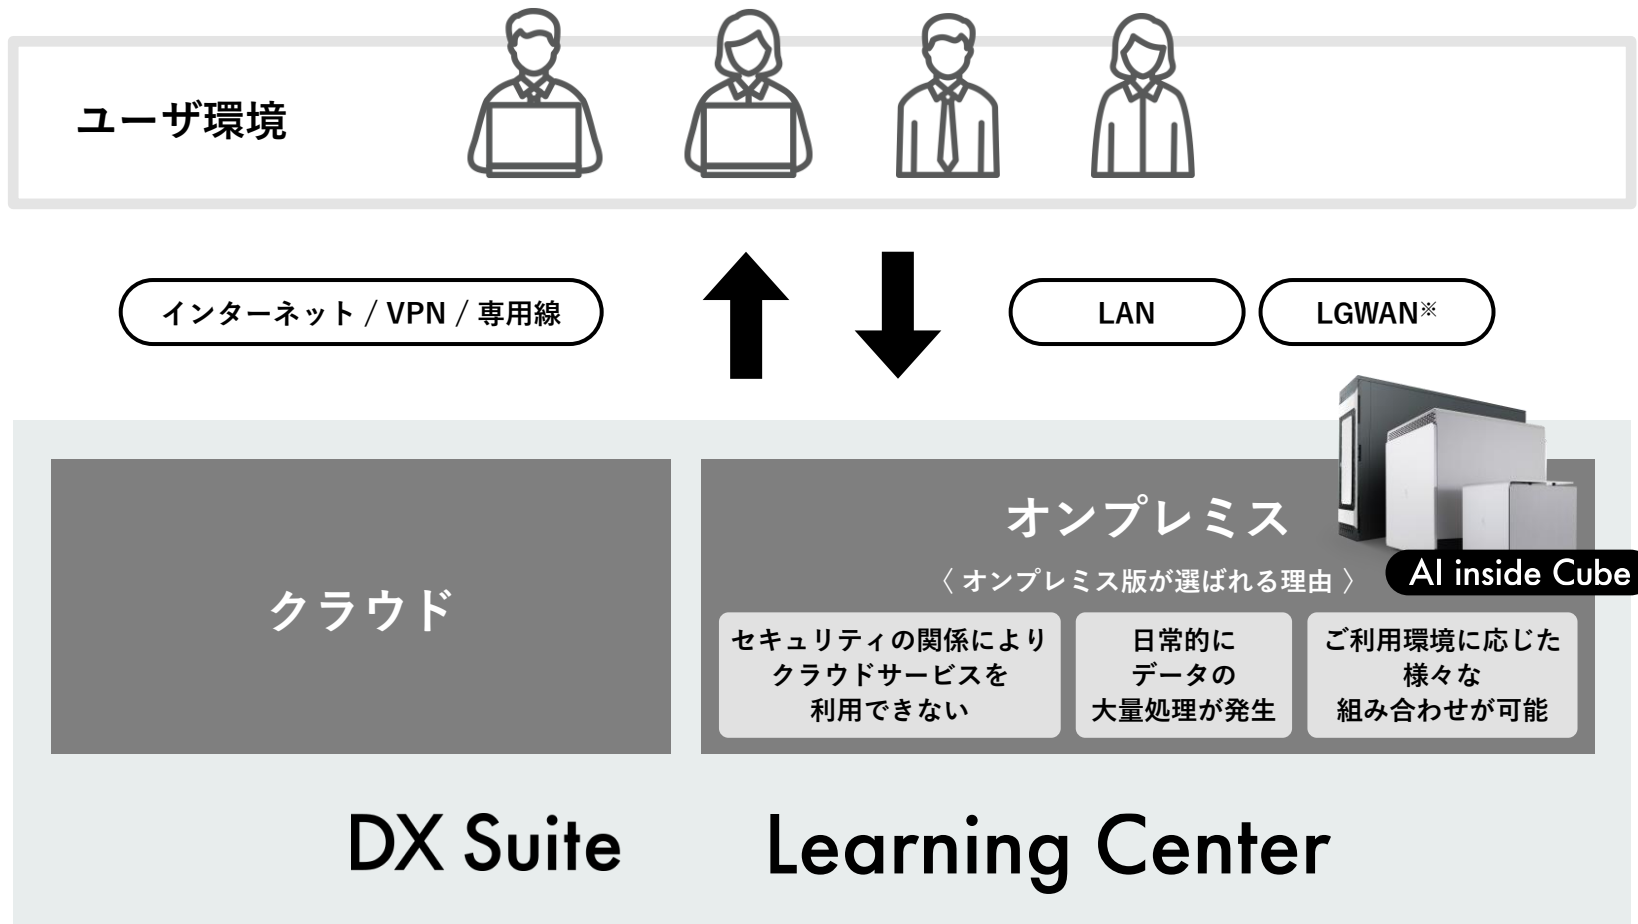 ユーザ環境
インターネット / VPN / 専用線
LAN
LGWAN※
クラウド
オンプレミス
〈 オンプレミス版が選ばれる理由 〉
AI inside Cube
セキュリティの関係により
クラウドサービスを
利用できない
日常的に
データの
大量処理が発生
ご利用環境に応じた
様々な
組み合わせが可能
DX Suite
Learning Center